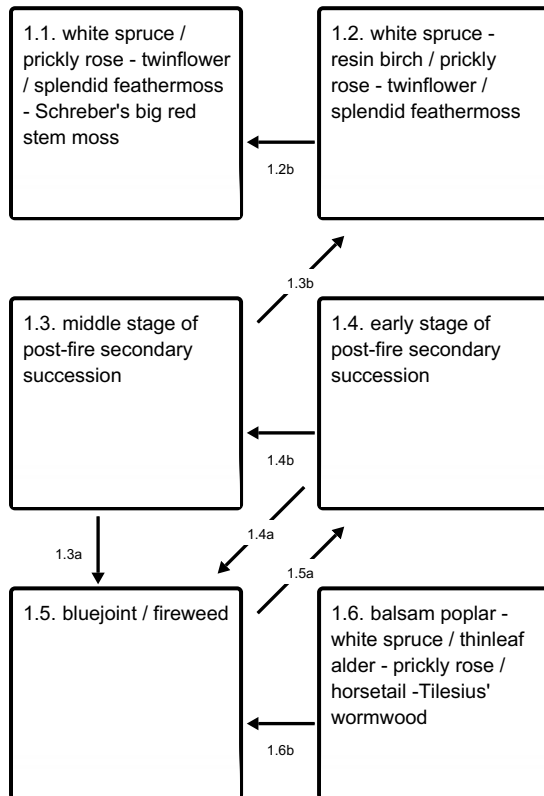 1.1. white spruce /
prickly rose - twinflower
/ splendid feathermoss
- Schreber's big red
stem moss
1.2. white spruce -
resin birch / prickly
rose - twinflower /
splendid feathermoss
1.2b
1.3b
1.3. middle stage of
post-fire secondary
succession
1.4. early stage of
post-fire secondary
succession
1.4b
1.4a
1.3a
1.5a
1.5. bluejoint / fireweed
1.6. balsam poplar -
white spruce / thinleaf
alder - prickly rose /
horsetail -Tilesius'
wormwood
1.6b